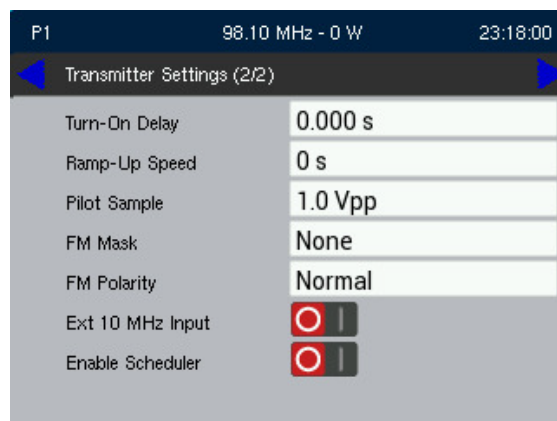 P1 98.10 MHz - 0 W 23:18:00
Transmitter Settings (2/2)
Turn-On Delay 0.000 s
Ramp-Up Speed 0 s
Pilot Sample 1.0 Vpp
FM Mask None
FM Polarity Normal
Ext 10 MHz Input
Enable Scheduler